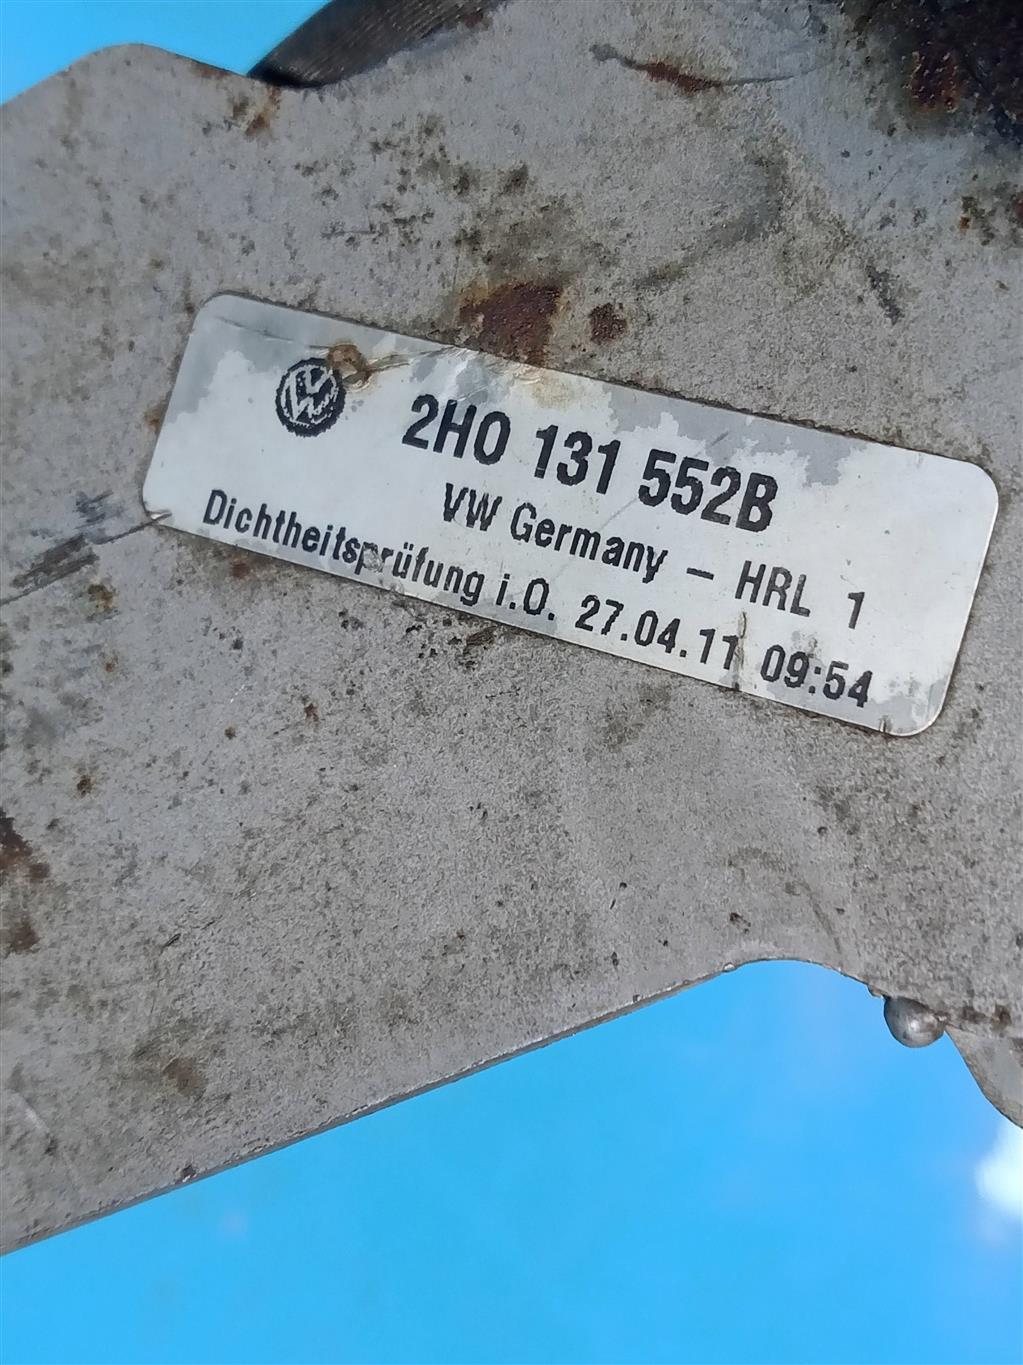 2H0 131 552B
VW Germany – HRL 1
Dichtheitsprüfung i.O. 27.04.11 09:54